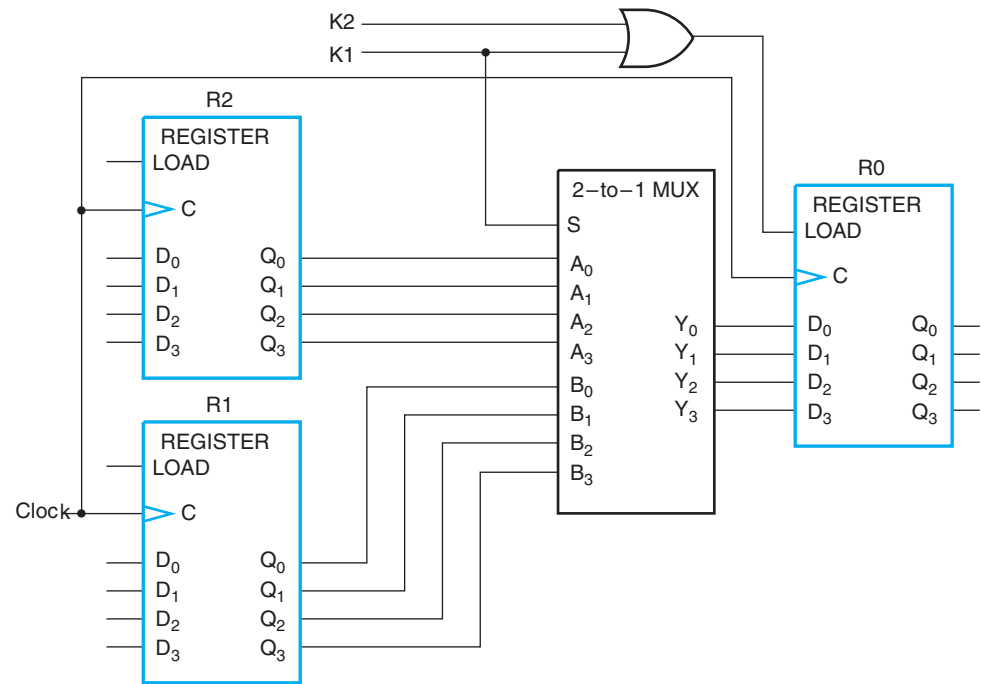 K2
K1
R2
REGISTER
LOAD
C
D0 Q0
D1 Q1
D2 Q2
D3 Q3
R1
REGISTER
LOAD
Clock
C
D0 Q0
D1 Q1
D2 Q2
D3 Q3
2–to–1 MUX
S
A0
A1
A2
A3
B0
B1
B2
B3
Y0
Y1
Y2
Y3
R0
REGISTER
LOAD
C
D0 Q0
D1 Q1
D2 Q2
D3 Q3